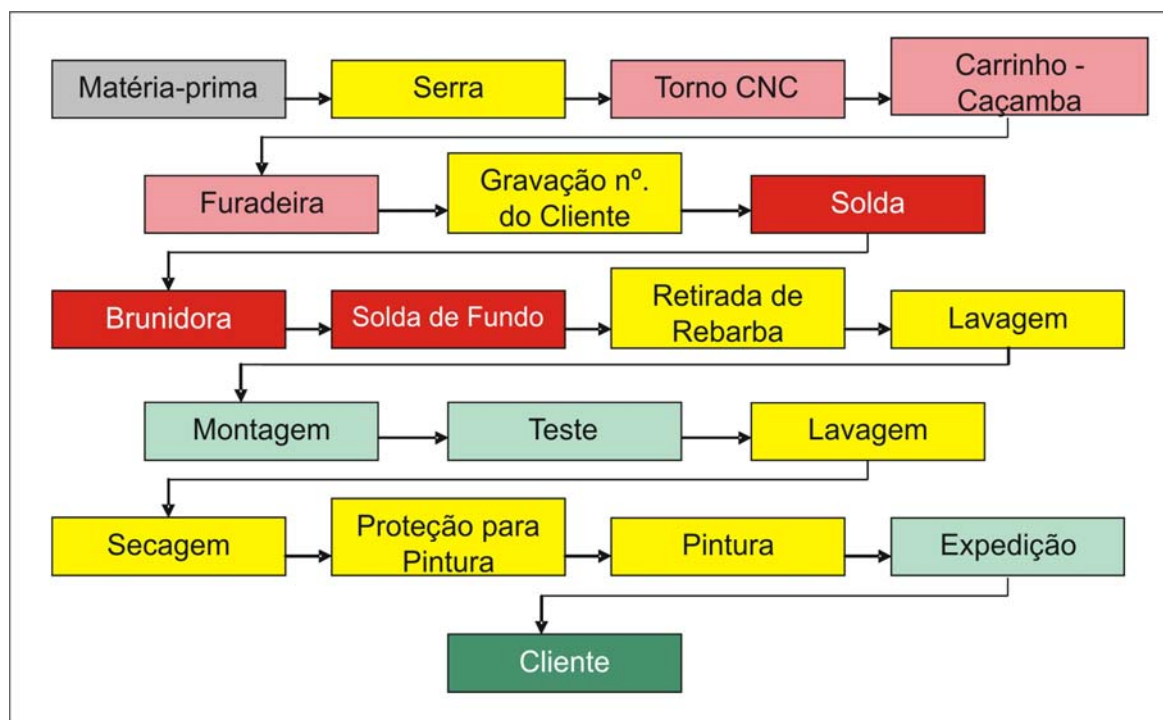 Matéria-prima
Serra
Torno CNC
Carrinho -
Caçamba
Furadeira
Gravação nº.
do Cliente
Solda
Brunidora
Solda de Fundo
Retirada de
Rebarba
Lavagem
Montagem
Teste
Lavagem
Secagem
Proteção para
Pintura
Pintura
Expedição
Cliente